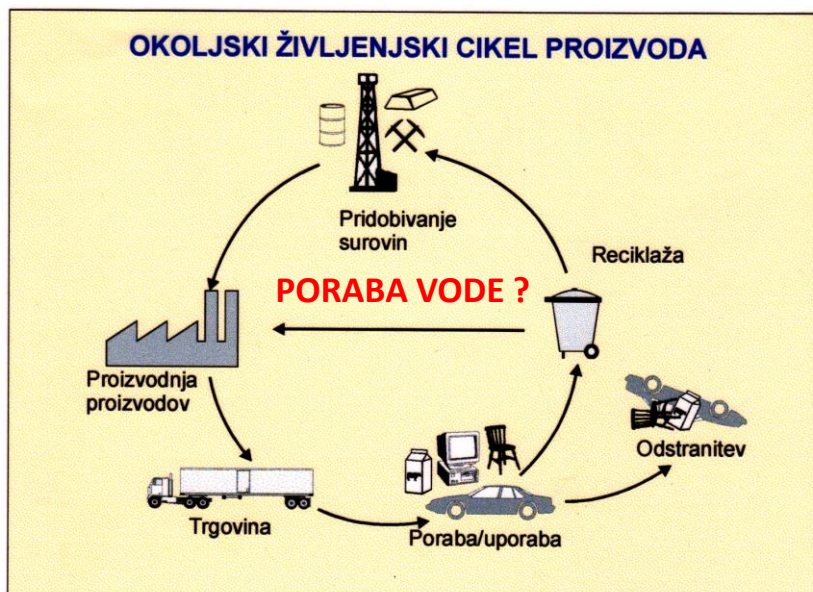 OKOLJSKI ŽIVLJENJSKI CIKEL PROIZVODA
Pridobivanje
surovin
Reciklaža
PORABA VODE ?
Proizvodnja
proizvodov
Odstranitev
Trgovina
Poraba/uporaba